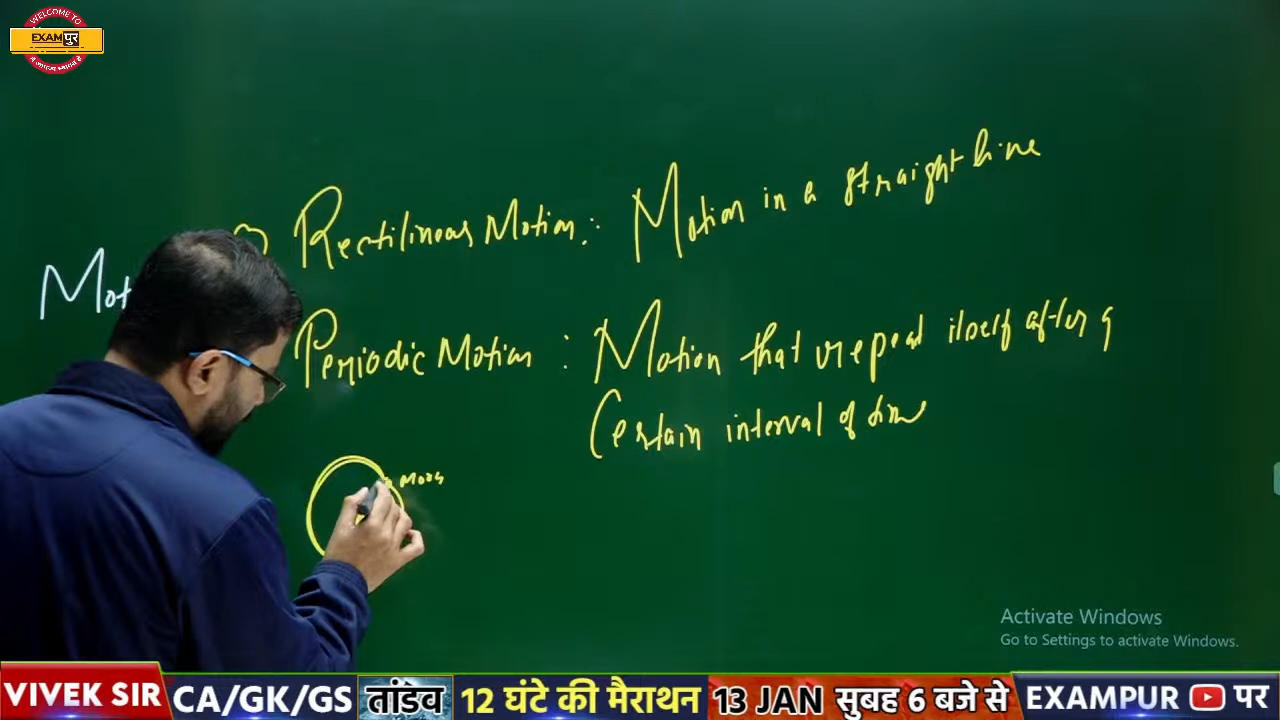 WELCOME TO
EXAMपुर
Rectilinear Motion : Motion in a straight line
Mot
Periodic Motion : Motion that repeat itself after a
Certain interval of time
Moon
Activate Windows
Go to Settings to activate Windows.
VIVEK SIR CA/GK/GS तांडव 12 घंटे की मैराथन 13 JAN सुबह 6 बजे से EXAMPUR पर